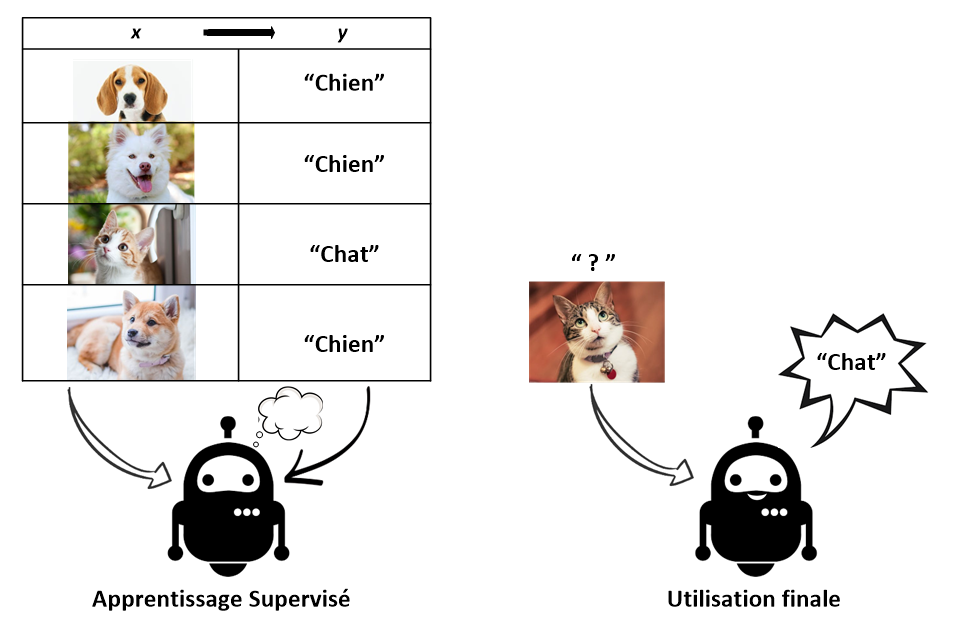 x y
“Chien”
“Chien”
“Chat”
“Chien”
“ ? ”
“Chat”
Apprentissage Supervisé
Utilisation finale